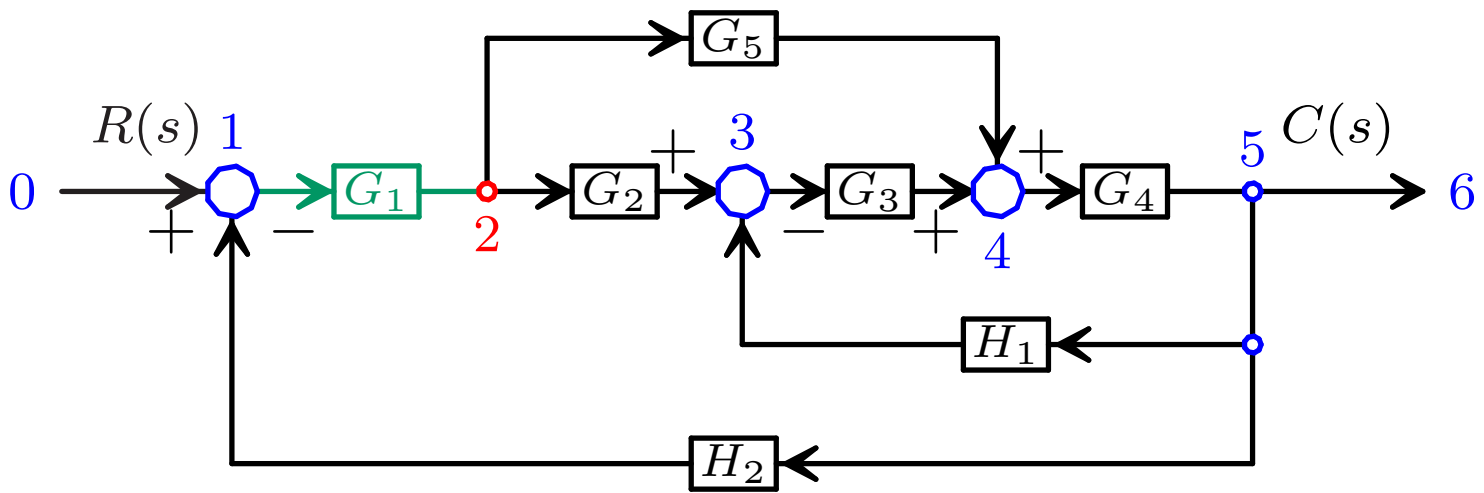 G₅
R(s) 1 3 5 C(s)
0 + − G₁ 2 G₂ + − G₃ + 4 + G₄ 6
H₁
H₂